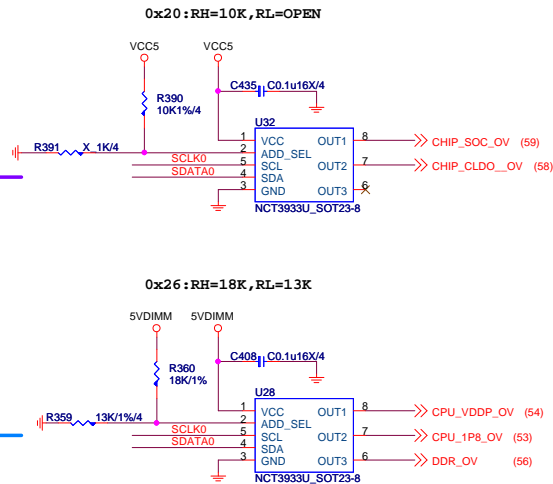 0x20:RH=10K,RL=OPEN
VCC5
VCC5
C435
C0.1u16X/4
R390
10K1%/4
U32
R391
X_1K/4
1
VCC
OUT1
8
CHIP_SOC_OV
(59)
2
ADD_SEL
SCLK0
5
SCL
OUT2
7
CHIP_CLDO__OV
(58)
SDATA0
4
SDA
3
GND
OUT3
6
NCT3933U_SOT23-8
0x26:RH=18K,RL=13K
5VDIMM
5VDIMM
C408
C0.1u16X/4
R360
18K/1%
U28
R359
13K/1%/4
1
VCC
OUT1
8
CPU_VDDP_OV
(54)
2
ADD_SEL
SCLK0
5
SCL
OUT2
7
CPU_1P8_OV
(53)
SDATA0
4
SDA
3
GND
OUT3
6
DDR_OV
(56)
NCT3933U_SOT23-8